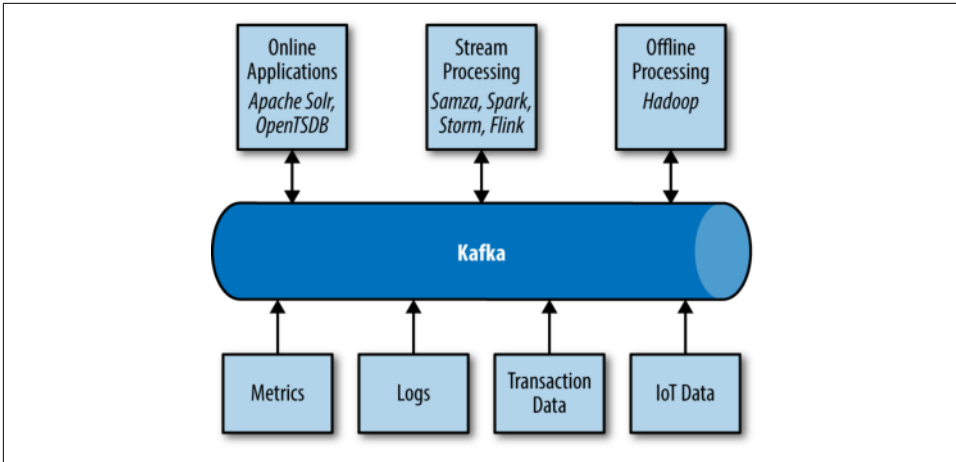 Online
Applications
Apache Solr,
OpenTSDB
Stream
Processing
Samza, Spark,
Storm, Flink
Offline
Processing
Hadoop
Kafka
Metrics
Logs
Transaction
Data
IoT Data